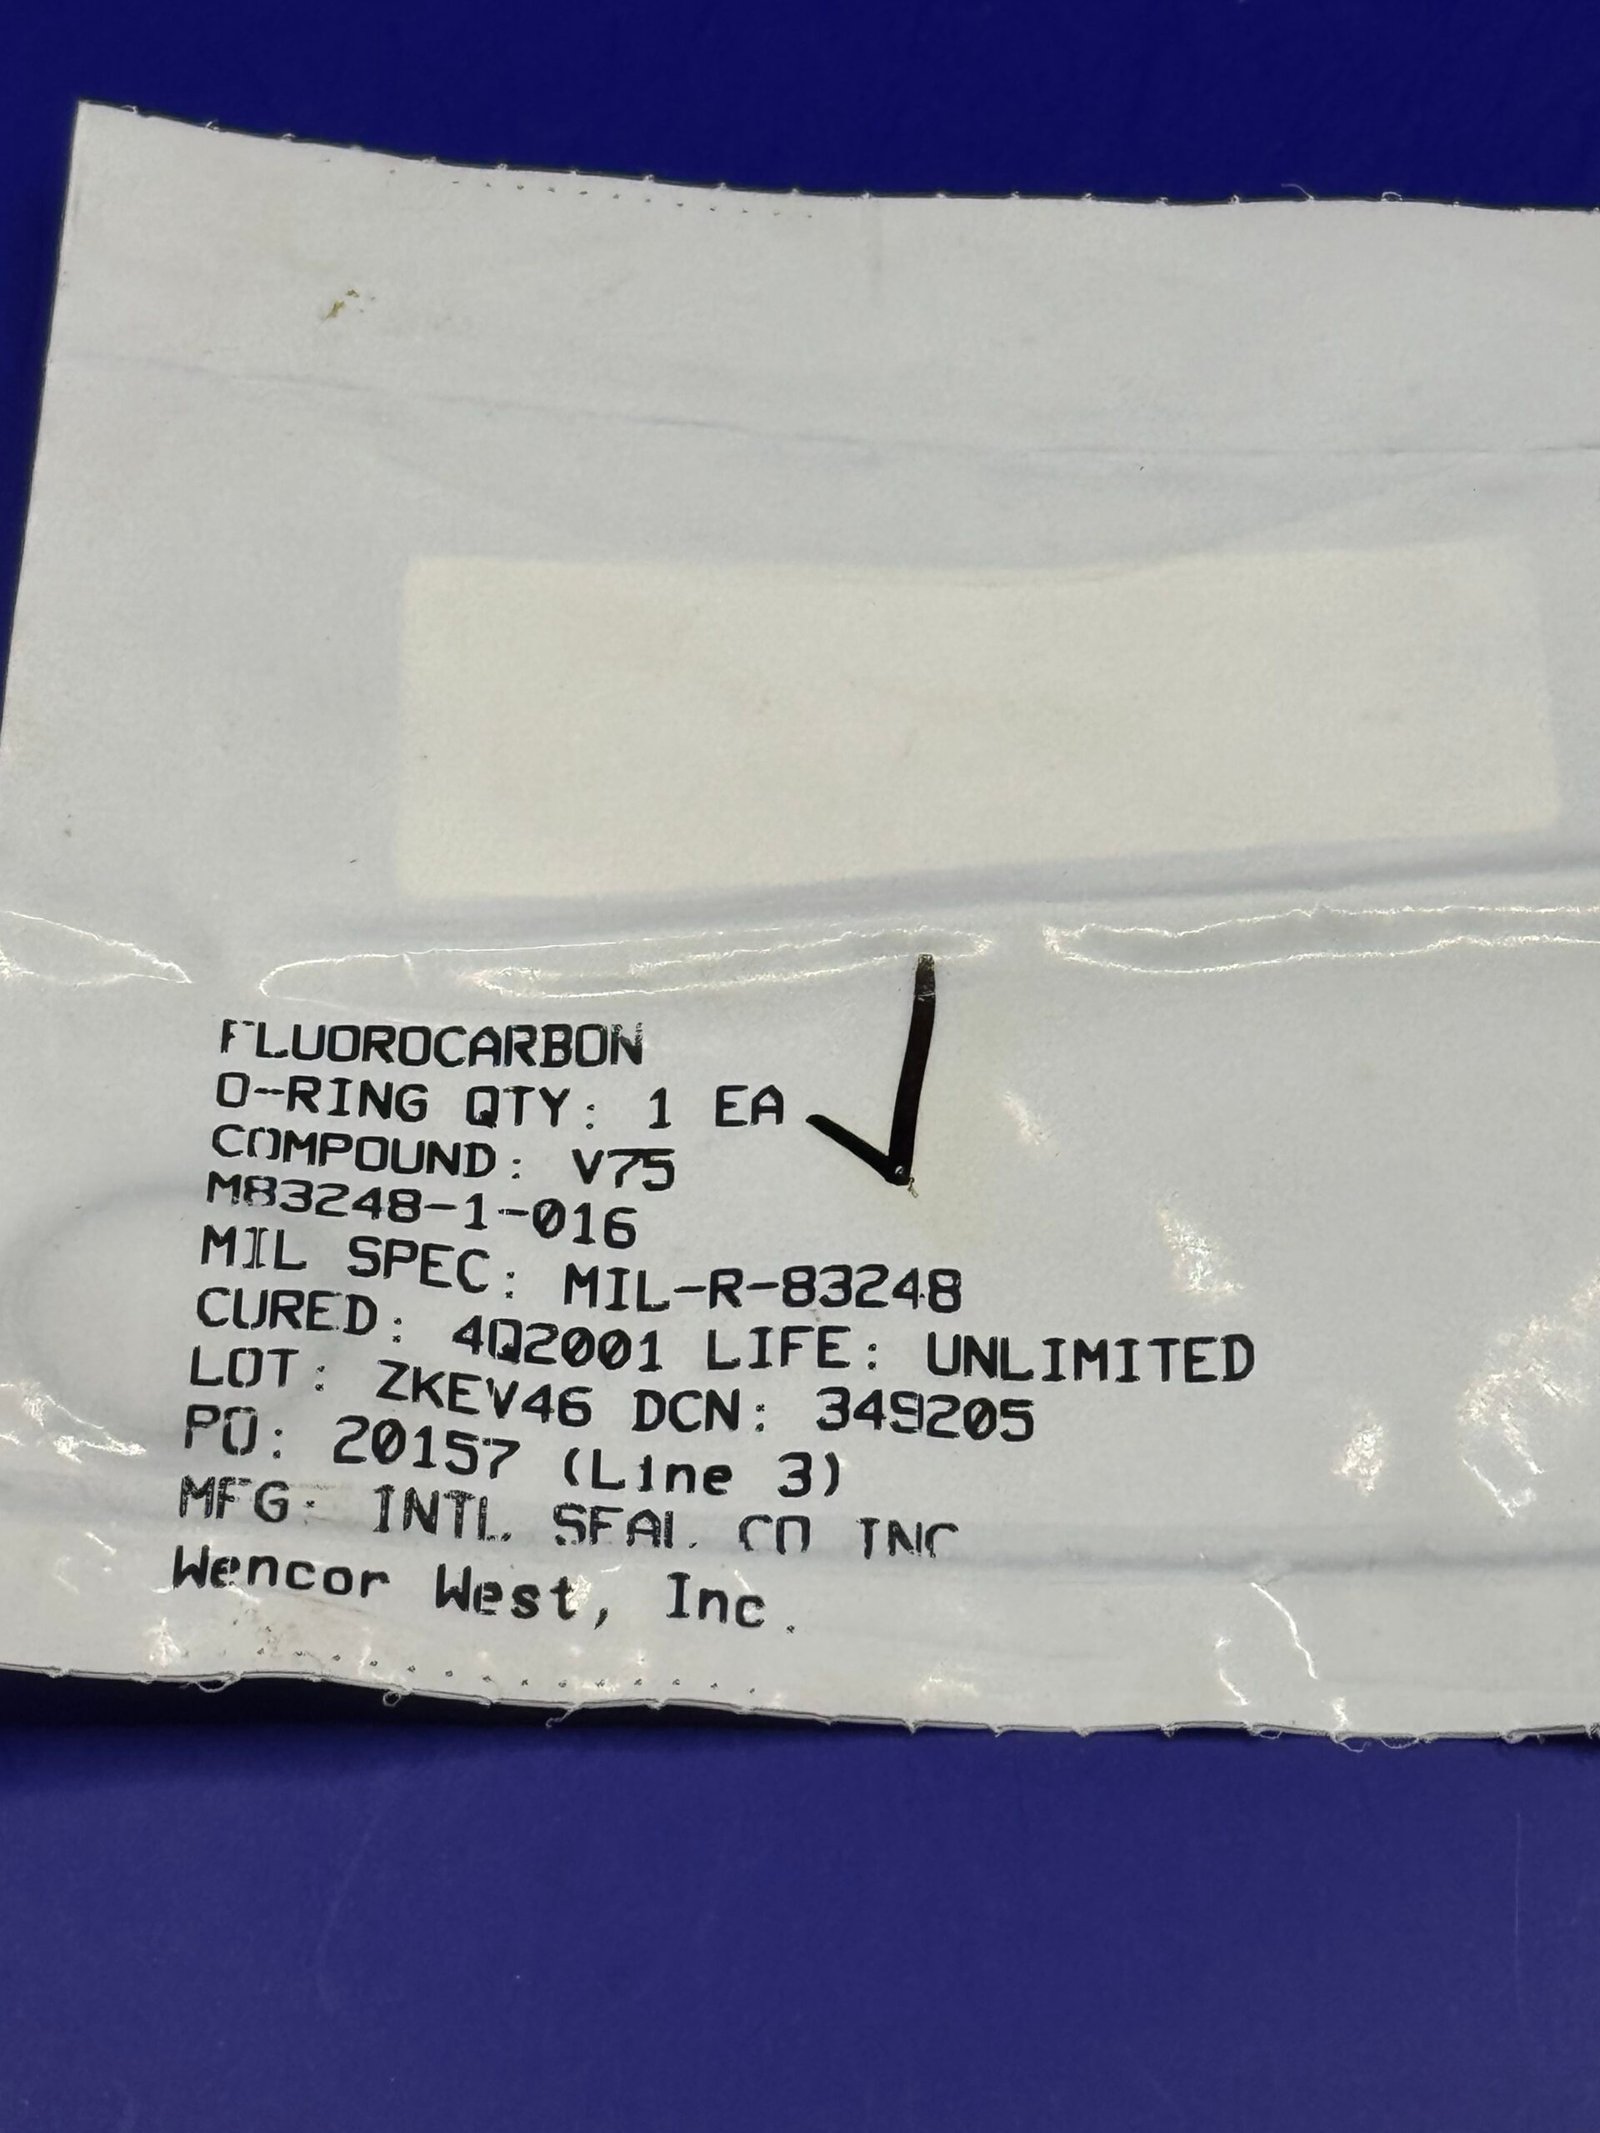 FLUOROCARBON
O-RING QTY: 1 EA
COMPOUND: V75
M83248-1-016
MIL SPEC: MIL-R-83248
CURED: 4Q2001 LIFE: UNLIMITED
LOT: ZKEV46 DCN: 349205
PO: 20157 (Line 3)
MFG: INTL. SEAL CO INC
Wencor West, Inc.